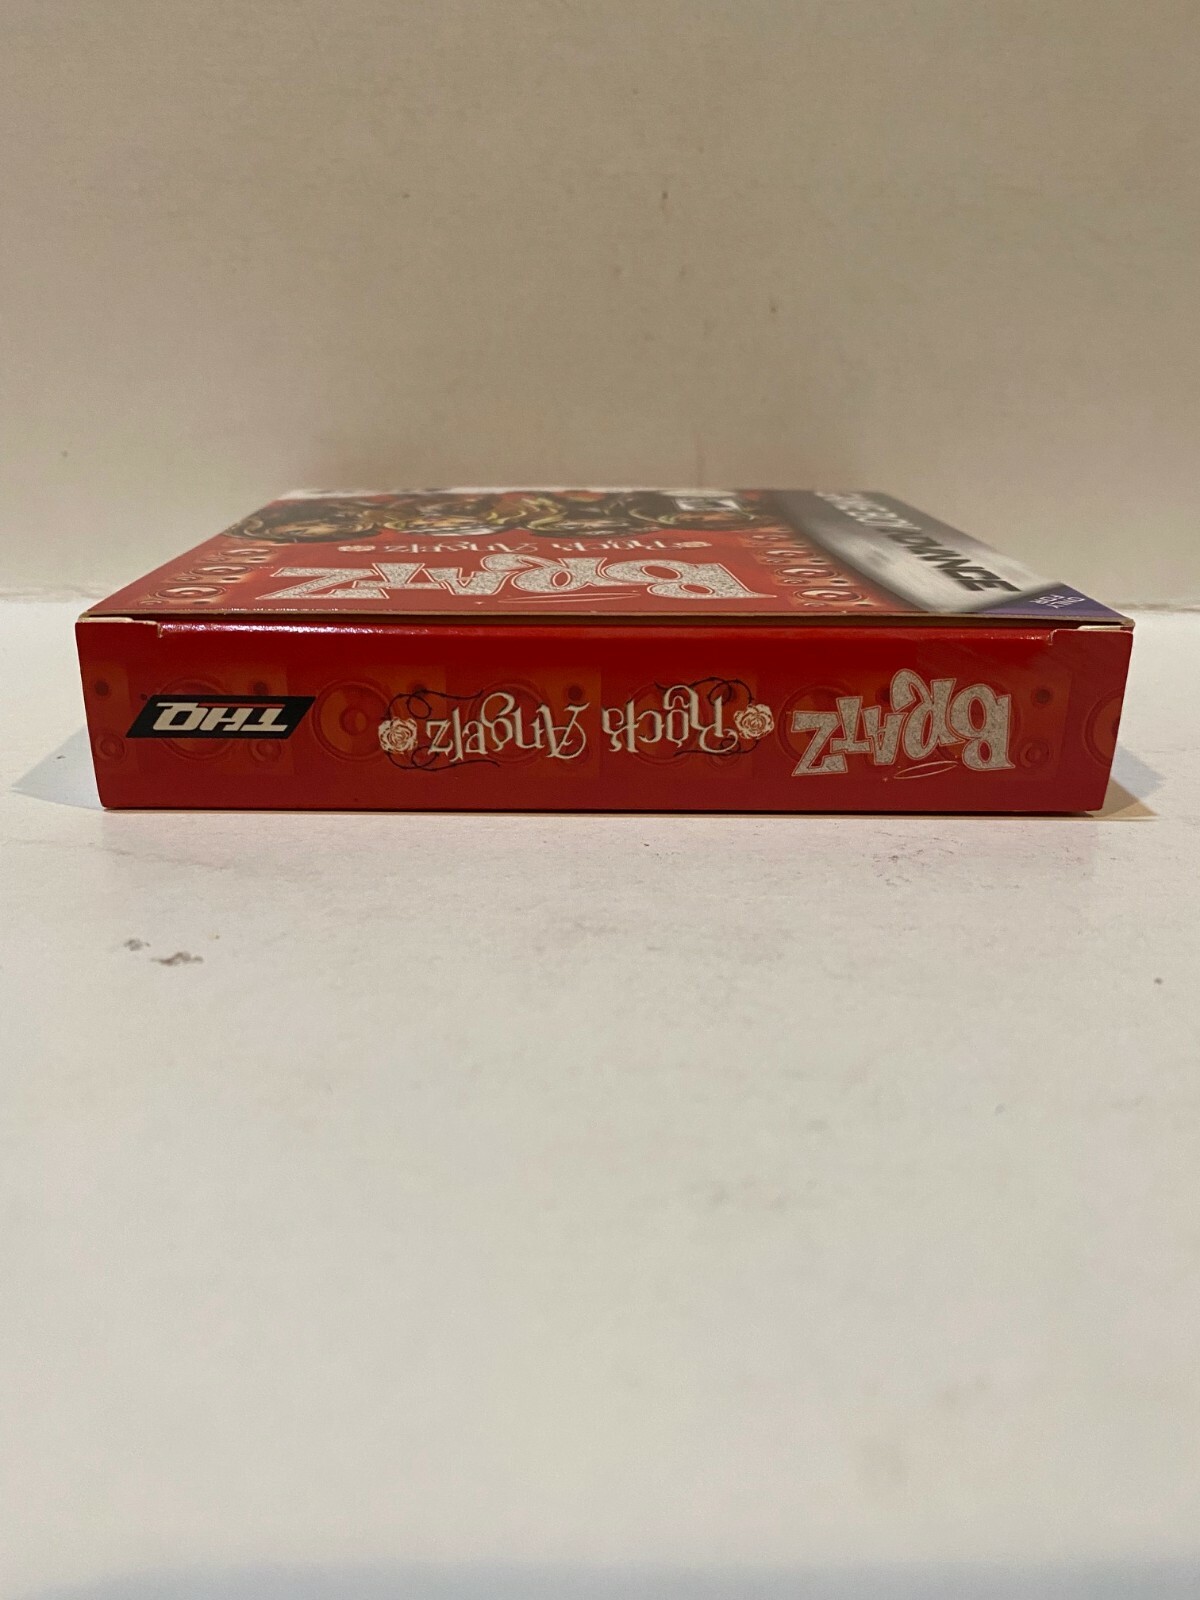 BRATZ
Rock Angelz
GAME BOY ADVANCE
BRATZ Rock Angelz THQ